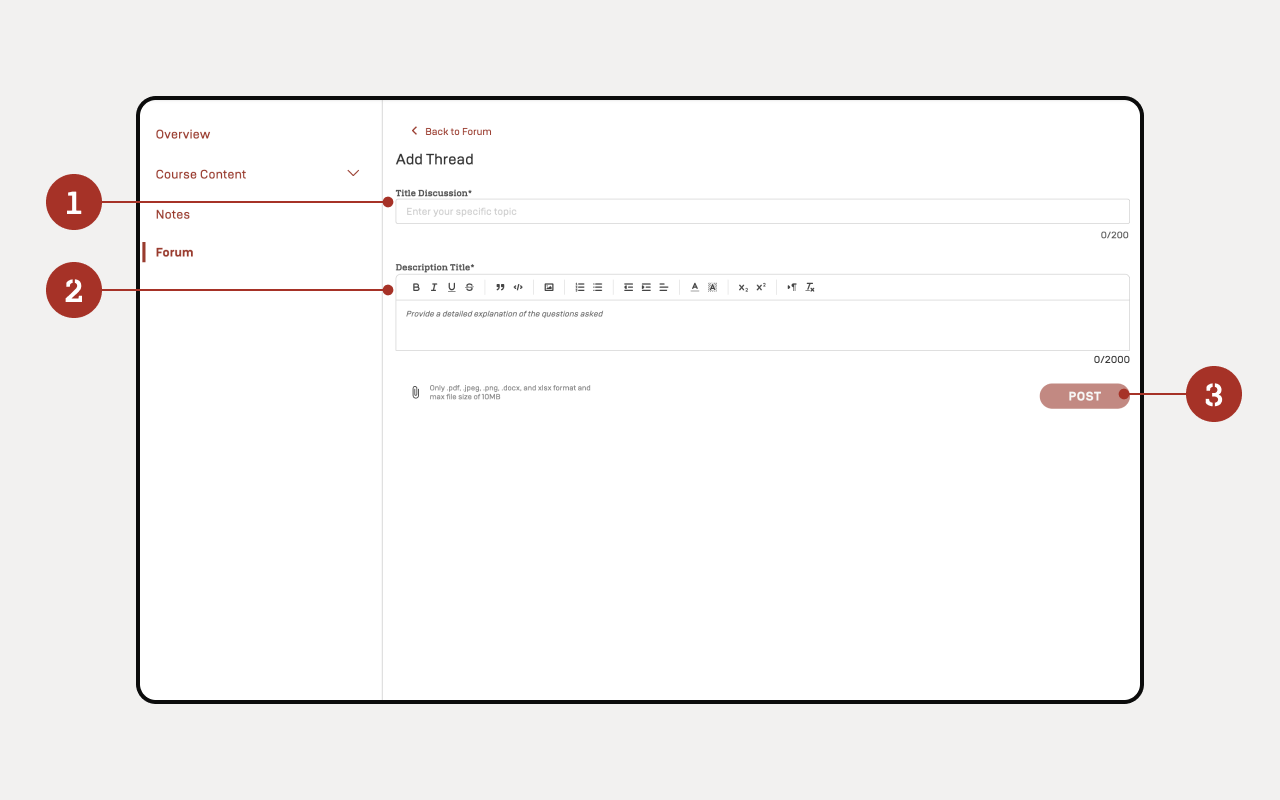 Overview
Course Content
Notes
Forum
1
2
Back to Forum
Add Thread
Title Discussion*
Enter your specific topic
0/200
Description Title*
Provide a detailed explanation of the questions asked
0/2000
Only .pdf, .jpeg, .png, .docx, and xlsx format and
max file size of 10MB
POST
3